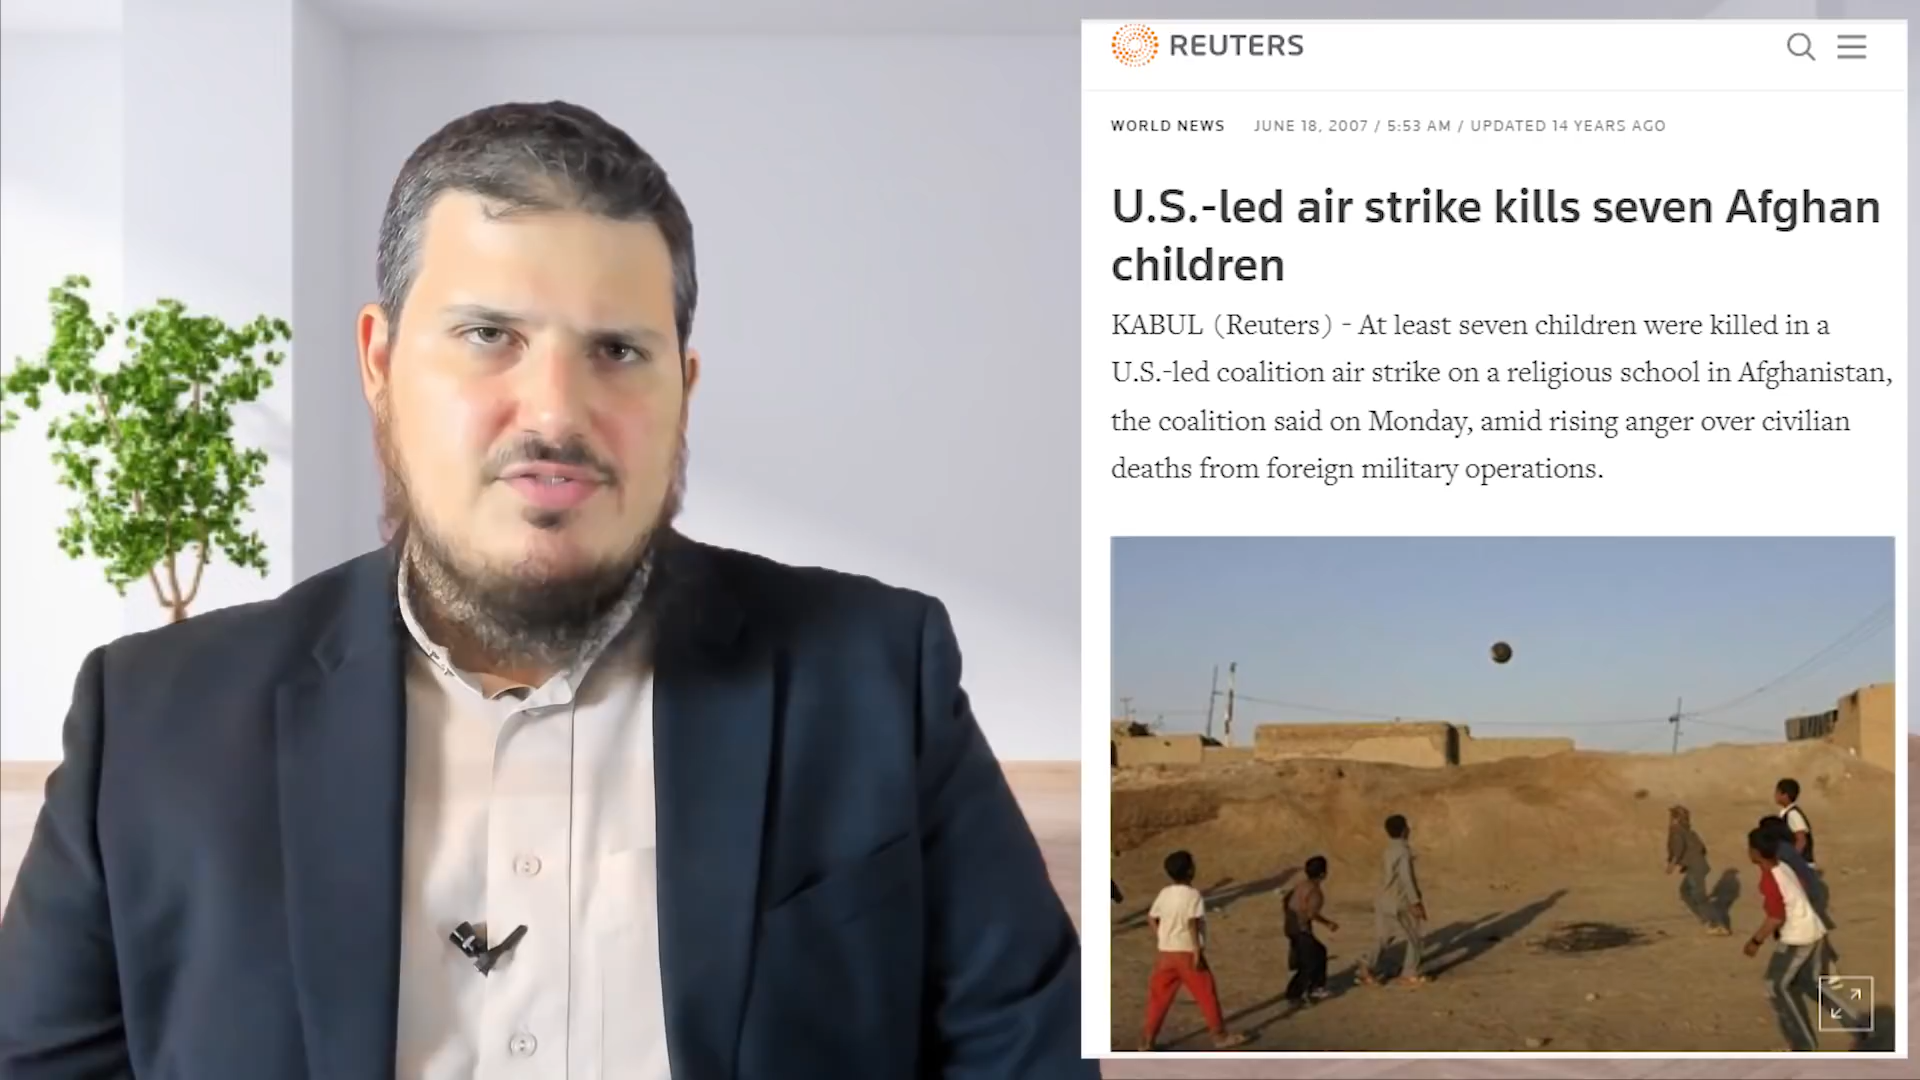 REUTERS
WORLD NEWS JUNE 18, 2007 / 5:53 AM / UPDATED 14 YEARS AGO
U.S.-led air strike kills seven Afghan
children
KABUL (Reuters) - At least seven children were killed in a
U.S.-led coalition air strike on a religious school in Afghanistan,
the coalition said on Monday, amid rising anger over civilian
deaths from foreign military operations.